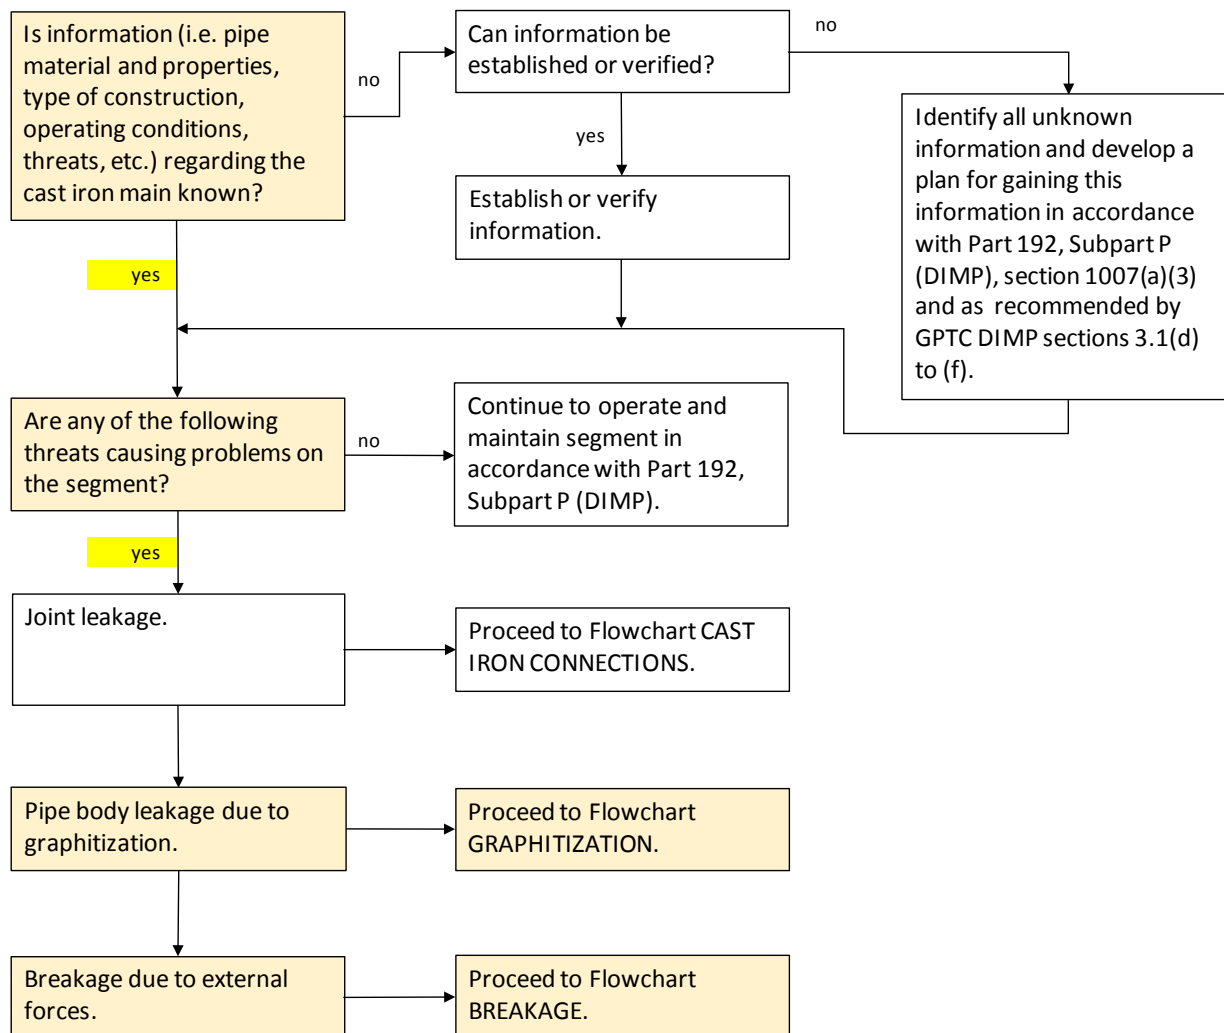 Is information (i.e. pipe
material and properties,
type of construction,
operating conditions,
threats, etc.) regarding the
cast iron main known?
no
Can information be
established or verified?
no
yes
Identify all unknown
information and develop a
plan for gaining this
information in accordance
with Part 192, Subpart P
(DIMP), section 1007(a)(3)
and as recommended by
GPTC DIMP sections 3.1(d)
to (f).
Establish or verify
information.
yes
Are any of the following
threats causing problems on
the segment?
no
Continue to operate and
maintain segment in
accordance with Part 192,
Subpart P (DIMP).
yes
Joint leakage.
Proceed to Flowchart CAST
IRON CONNECTIONS.
Pipe body leakage due to
graphitization.
Proceed to Flowchart
GRAPHITIZATION.
Breakage due to external
forces.
Proceed to Flowchart
BREAKAGE.